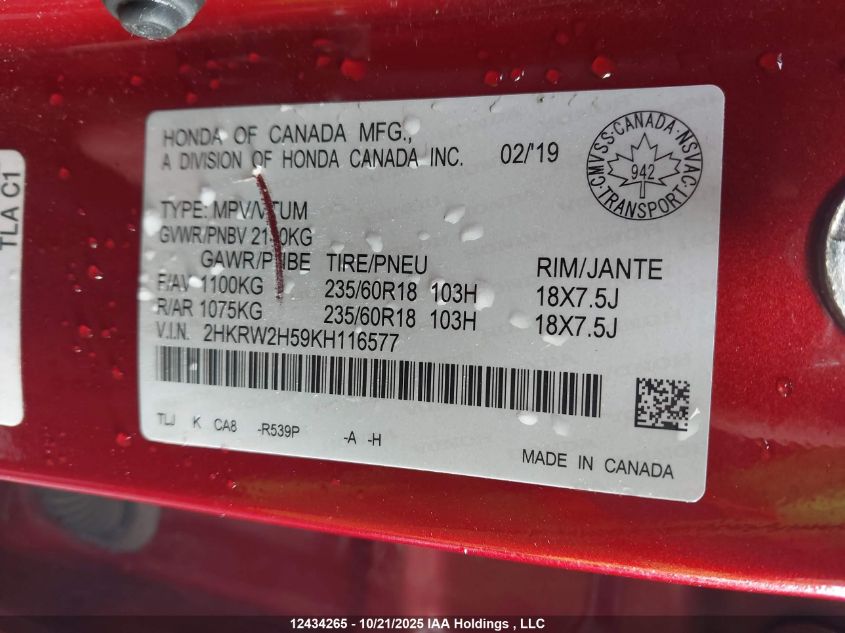 HONDA OF CANADA MFG.,
A DIVISION OF HONDA CANADA INC. 02/'19
CMVSS · CANADA · NSVAC
942
TRANSPORT
TYPE: MPV/
GVWR/PNBV
GAWR/ TIRE/PNEU RIM/JANTE
F/AV 1100KG 235/60R18 103H 18X7.5J
R/AR 1075KG 235/60R18 103H 18X7.5J
V.I.N. 2HKRW2H59KH116577
TLJ K CA8 -R539P -A -H
MADE IN CANADA
TLA C1
12434265 - 10/21/2025 IAA Holdings , LLC